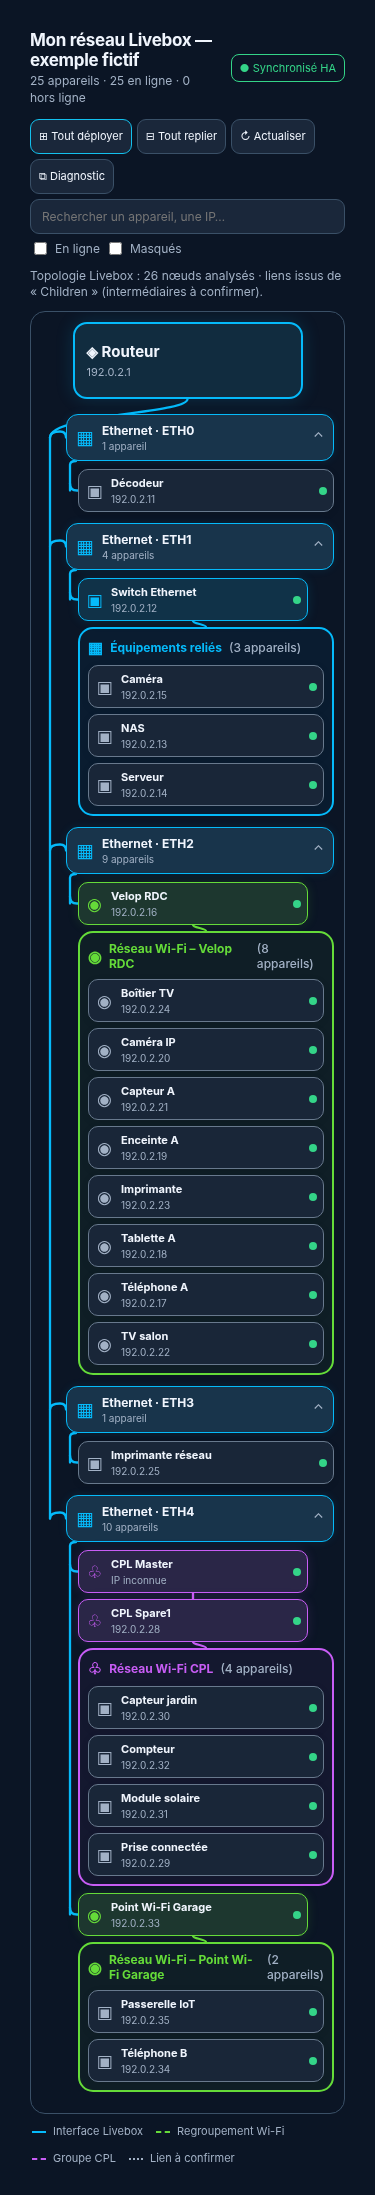 Mon réseau Livebox —
exemple fictif
25 appareils · 25 en ligne · 0
hors ligne
● Synchronisé HA
⊞ Tout déployer
⊟ Tout replier
↻ Actualiser
⧉ Diagnostic
Rechercher un appareil, une IP...
En ligne
Masqués
Topologie Livebox : 26 nœuds analysés · liens issus de
« Children » (intermédiaires à confirmer).
◈ Routeur
192.0.2.1
Ethernet · ETH0
1 appareil
Décodeur
192.0.2.11
Ethernet · ETH1
4 appareils
Switch Ethernet
192.0.2.12
Équipements reliés (3 appareils)
Caméra
192.0.2.15
NAS
192.0.2.13
Serveur
192.0.2.14
Ethernet · ETH2
9 appareils
Velop RDC
192.0.2.16
Réseau Wi-Fi – Velop
RDC
(8
appareils)
Boîtier TV
192.0.2.24
Caméra IP
192.0.2.20
Capteur A
192.0.2.21
Enceinte A
192.0.2.19
Imprimante
192.0.2.23
Tablette A
192.0.2.18
Téléphone A
192.0.2.17
TV salon
192.0.2.22
Ethernet · ETH3
1 appareil
Imprimante réseau
192.0.2.25
Ethernet · ETH4
10 appareils
CPL Master
IP inconnue
CPL Spare1
192.0.2.28
Réseau Wi-Fi CPL (4 appareils)
Capteur jardin
192.0.2.30
Compteur
192.0.2.32
Module solaire
192.0.2.31
Prise connectée
192.0.2.29
Point Wi-Fi Garage
192.0.2.33
Réseau Wi-Fi – Point Wi-
Fi Garage
(2
appareils)
Passerelle IoT
192.0.2.35
Téléphone B
192.0.2.34
Interface Livebox
Regroupement Wi-Fi
Groupe CPL
Lien à confirmer